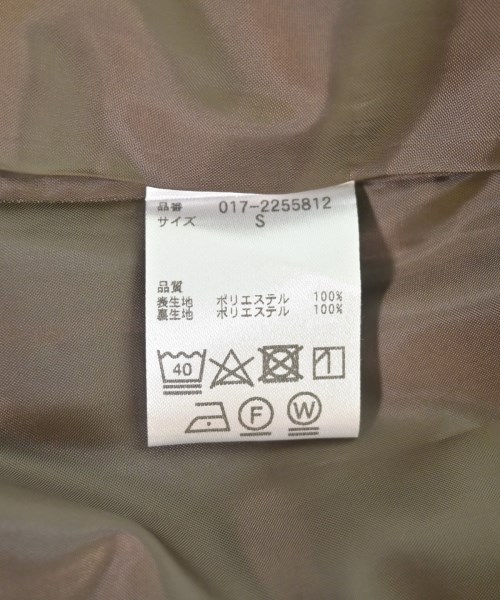 品番 017-2255812
サイズ S
品質
表生地 ポリエステル 100%
裏生地 ポリエステル 100%
40
F W